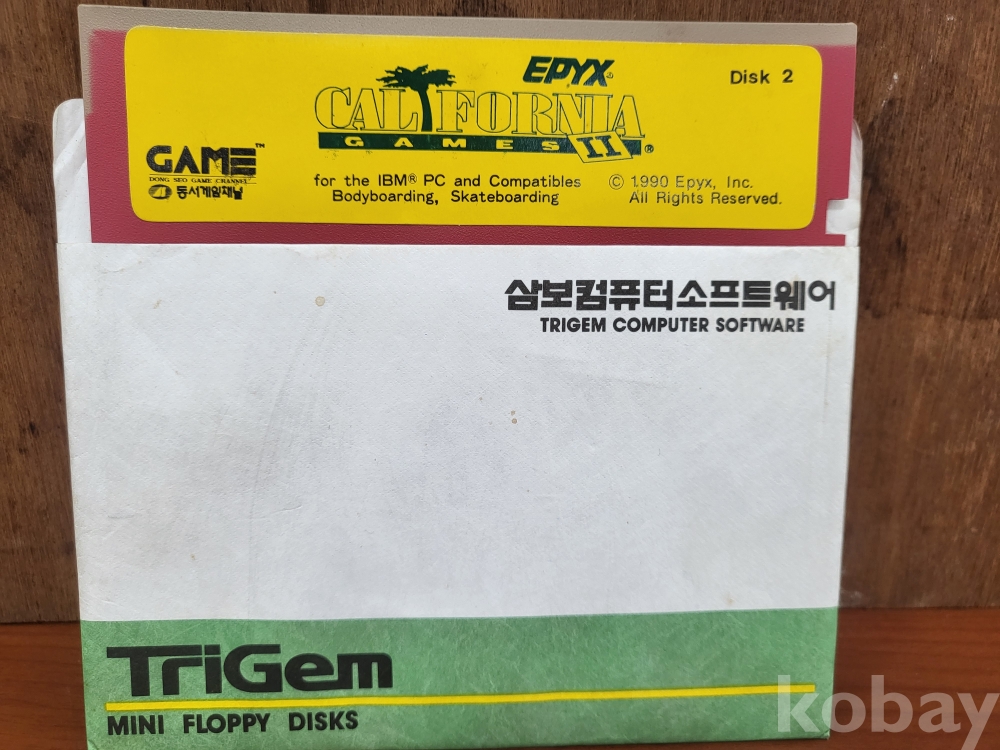 EPYX
Disk 2
CALIFORNIA
GAMES II ®
GAME™
DONG SEO GAME CHANNEL
동서게임채널
for the IBM® PC and Compatibles
Bodyboarding, Skateboarding
© 1990 Epyx, Inc.
All Rights Reserved.
삼보컴퓨터소프트웨어
TRIGEM COMPUTER SOFTWARE
TriGem
MINI FLOPPY DISKS
kobay